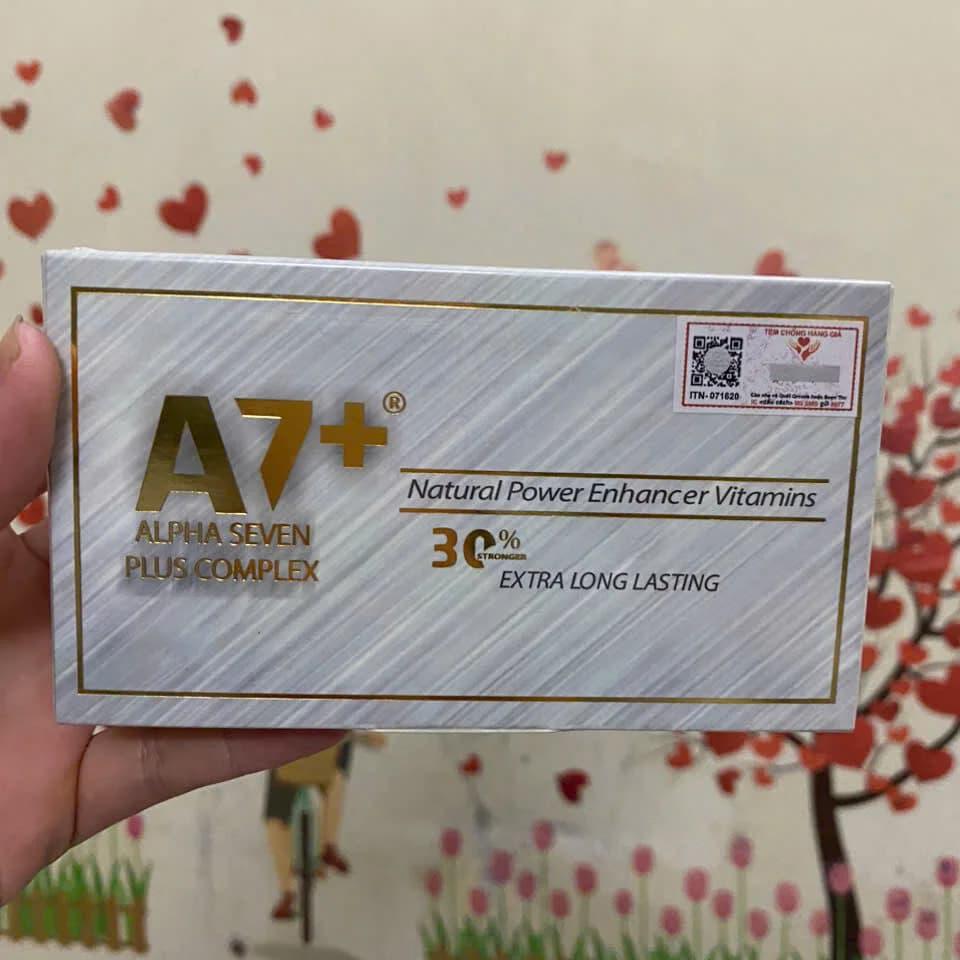 TEM CHỐNG HÀNG GIẢ
ITN-071620
A7+®
ALPHA SEVEN
PLUS COMPLEX
Natural Power Enhancer Vitamins
30%
STRONGER
EXTRA LONG LASTING